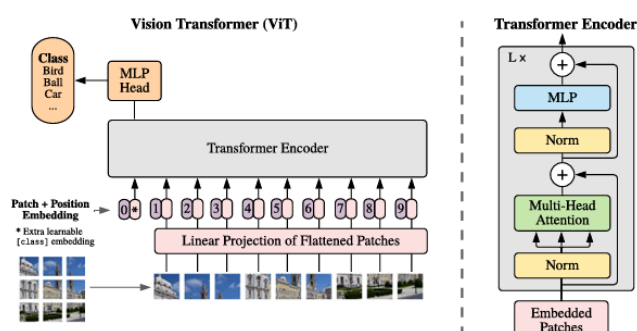 Vision Transformer (ViT)
Class
Bird
Ball
Car
...
MLP
Head
Transformer Encoder
Patch + Position
Embedding
0 * 1 2 3 4 5 6 7 8 9
* Extra learnable
[class] embedding
Linear Projection of Flattened Patches
Transformer Encoder
L x
+
MLP
Norm
+
Multi-Head
Attention
Norm
Embedded
Patches